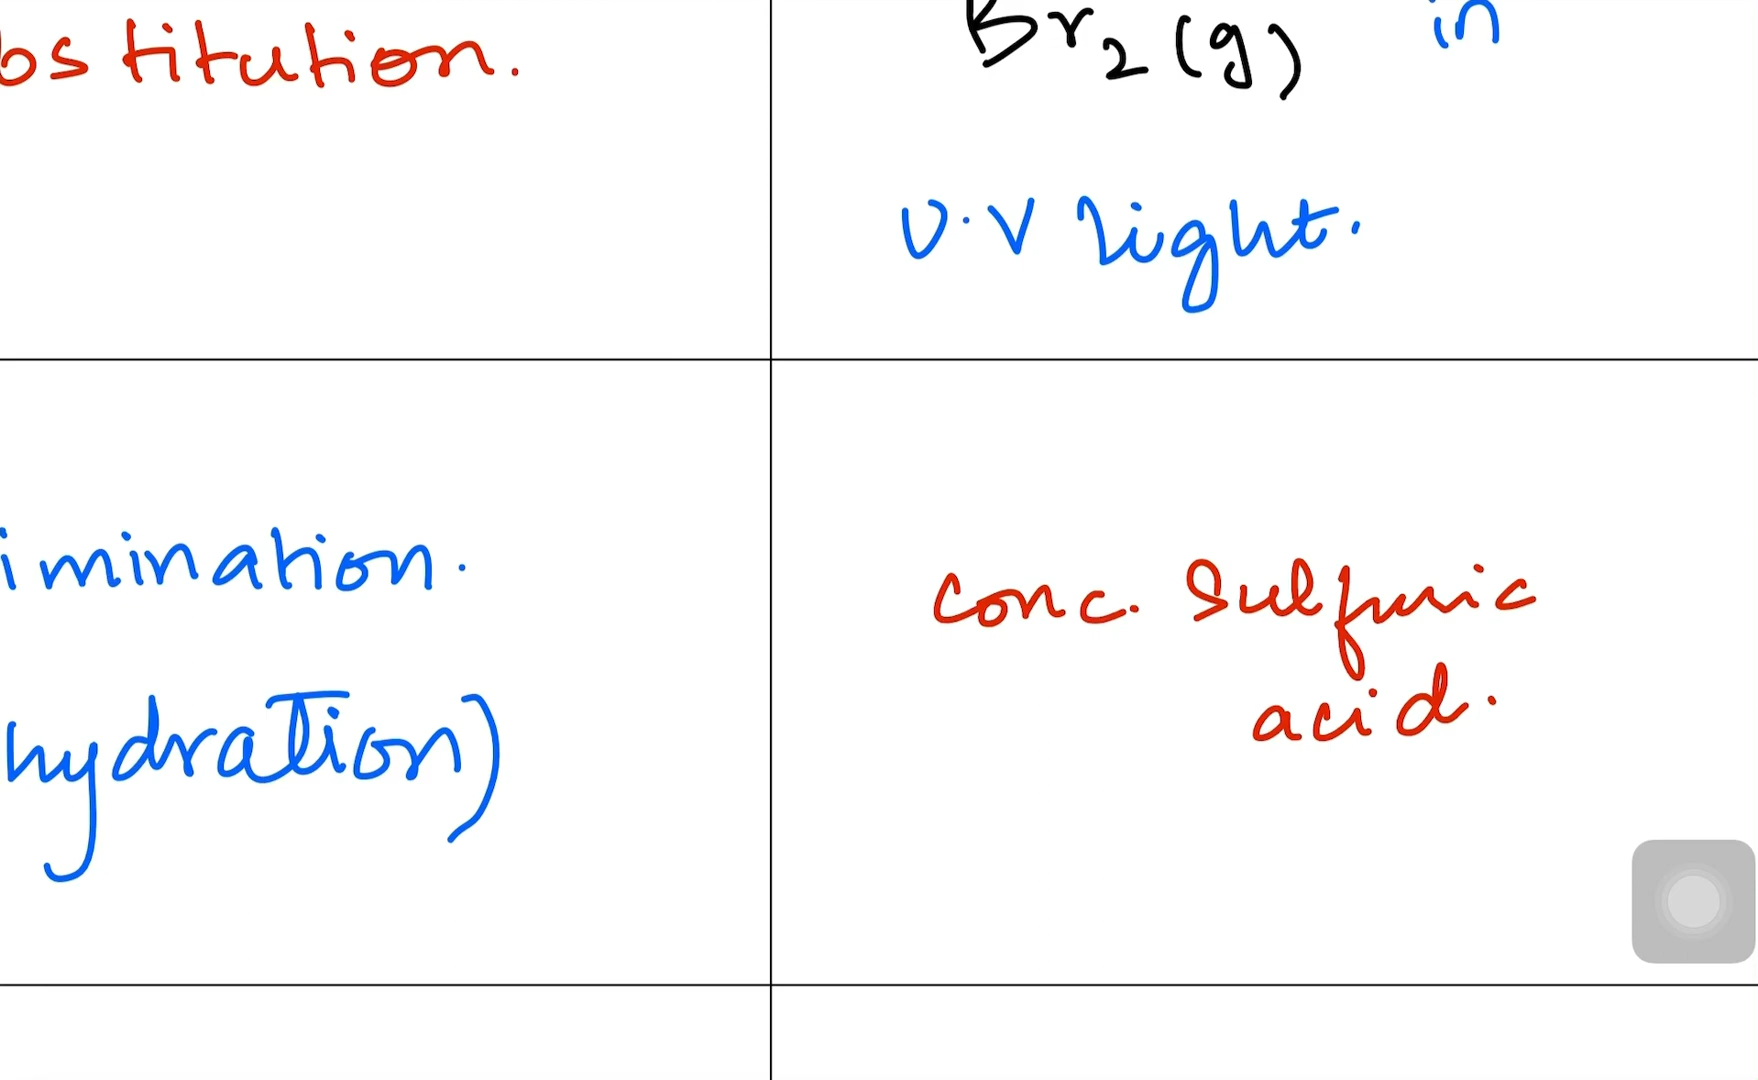 bstitution.
Br2(g) in
U.V light.
imination.
hydration)
conc. Sulfuric
acid.